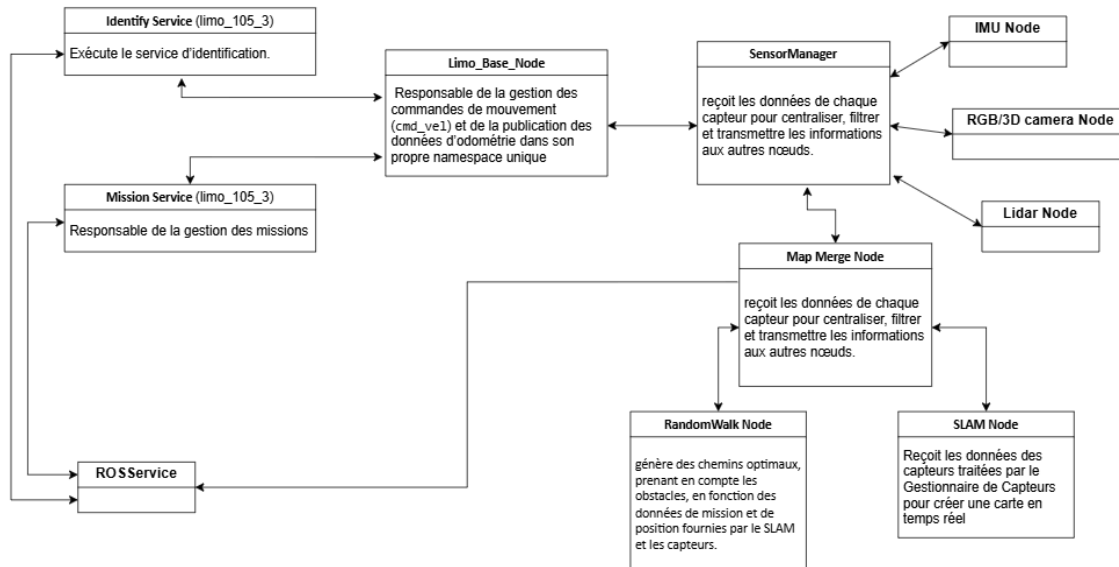 Identify Service (limo_105_3)
Exécute le service d'identification.
Limo_Base_Node
Responsable de la gestion des
commandes de mouvement
(cmd_vel) et de la publication des
données d'odométrie dans son
propre namespace unique
SensorManager
reçoit les données de chaque
capteur pour centraliser, filtrer
et transmettre les informations
aux autres nœuds.
IMU Node
RGB/3D camera Node
Lidar Node
Mission Service (limo_105_3)
Responsable de la gestion des missions
Map Merge Node
reçoit les données de chaque
capteur pour centraliser, filtrer
et transmettre les informations
aux autres nœuds.
ROSService
RandomWalk Node
génère des chemins optimaux,
prenant en compte les
obstacles, en fonction des
données de mission et de
position fournies par le SLAM
et les capteurs.
SLAM Node
Reçoit les données des
capteurs traitées par le
Gestionnaire de Capteurs
pour créer une carte en
temps réel